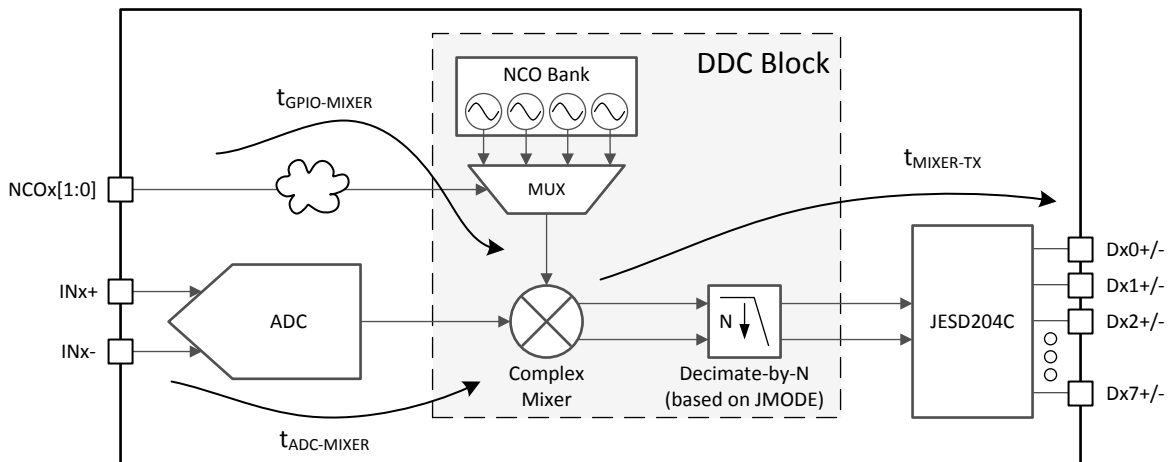 DDC Block
NCO Bank
tGPIO-MIXER
tMIXER-TX
NCOx[1:0]
MUX
Dx0+/-
INx+
Dx1+/-
ADC
N
JESD204C
Dx2+/-
INx-
Complex
Mixer
Decimate-by-N
(based on JMODE)
Dx7+/-
tADC-MIXER